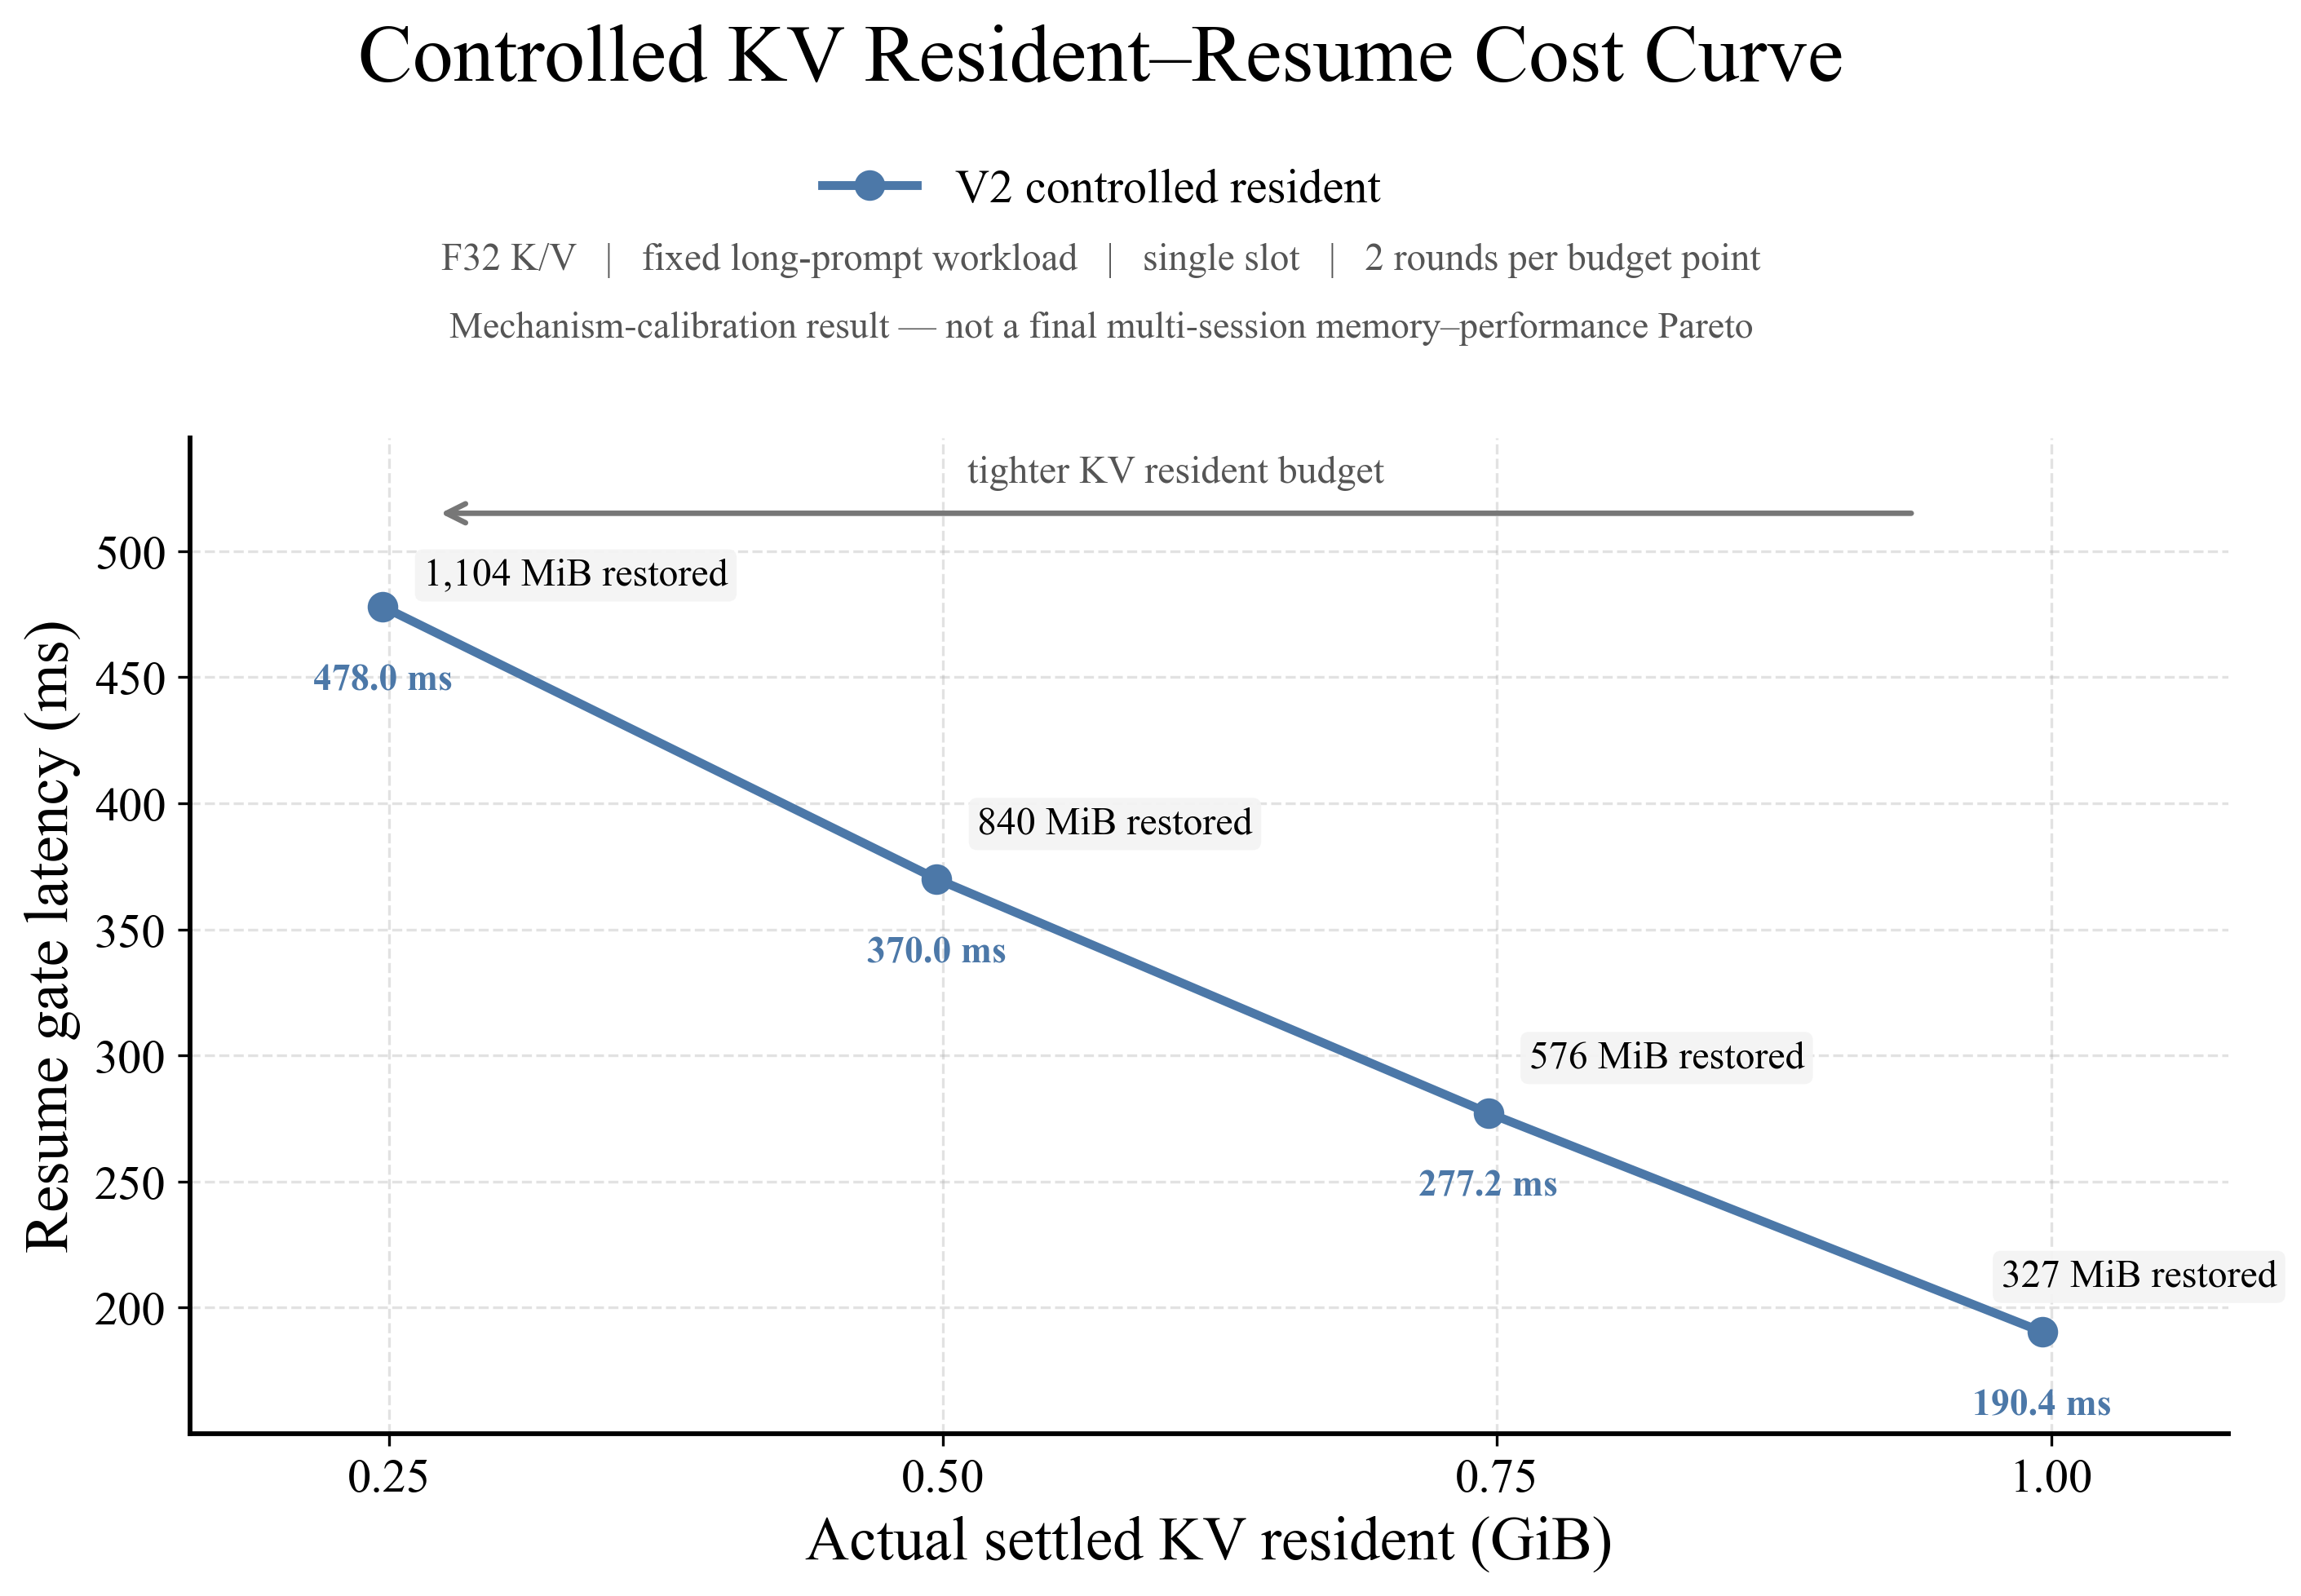 Controlled KV Resident–Resume Cost Curve
V2 controlled resident
F32 K/V | fixed long-prompt workload | single slot | 2 rounds per budget point
Mechanism-calibration result — not a final multi-session memory–performance Pareto
tighter KV resident budget
500
1,104 MiB restored
478.0 ms
450
400
840 MiB restored
370.0 ms
350
300
576 MiB restored
277.2 ms
250
327 MiB restored
200
190.4 ms
Resume gate latency (ms)
0.25
0.50
0.75
1.00
Actual settled KV resident (GiB)